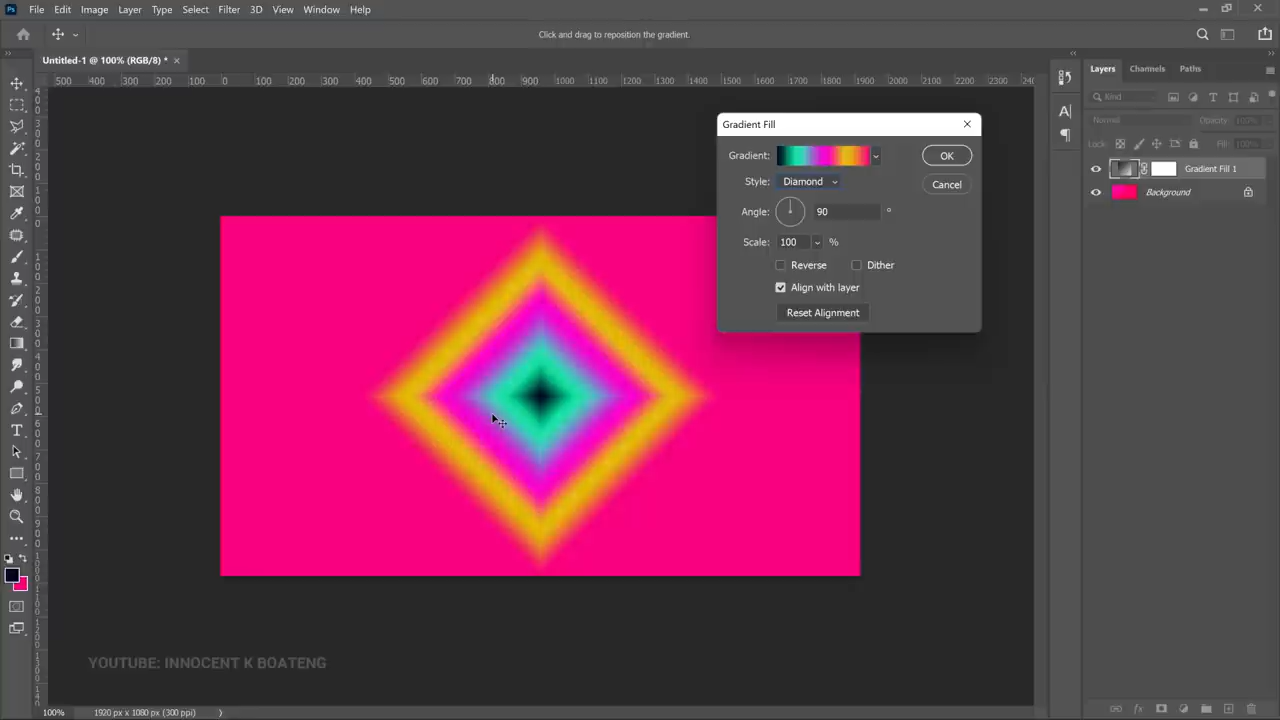 Ps File Edit Image Layer Type Select Filter 3D View Window Help
Click and drag to reposition the gradient.
Untitled-1 @ 100% (RGB/8) *
500 400 300 200 100 0 100 200 300 400 500 600 700 800 900 1000 1100 1200 1300 1400 1500 1600 1700 1800 1900 2000 2100 2200 2300
Layers Channels Paths
Kind
Normal Opacity: 100%
Lock: Fill: 100%
Gradient Fill 1
Background
Gradient Fill
Gradient: OK
Style: Diamond
Cancel
Angle: 90 °
Scale: 100 %
Reverse Dither
Align with layer
Reset Alignment
YOUTUBE: INNOCENT K BOATENG
100% 1920 px x 1080 px (300 ppi)